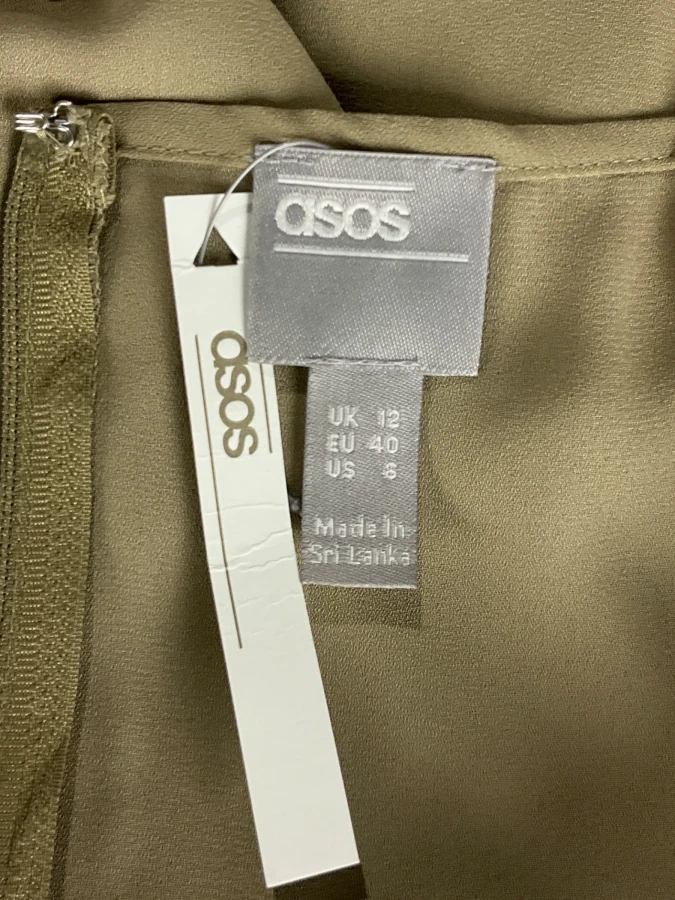 asos
asos
UK 12
EU 40
US 8
Made In
Sri Lanka